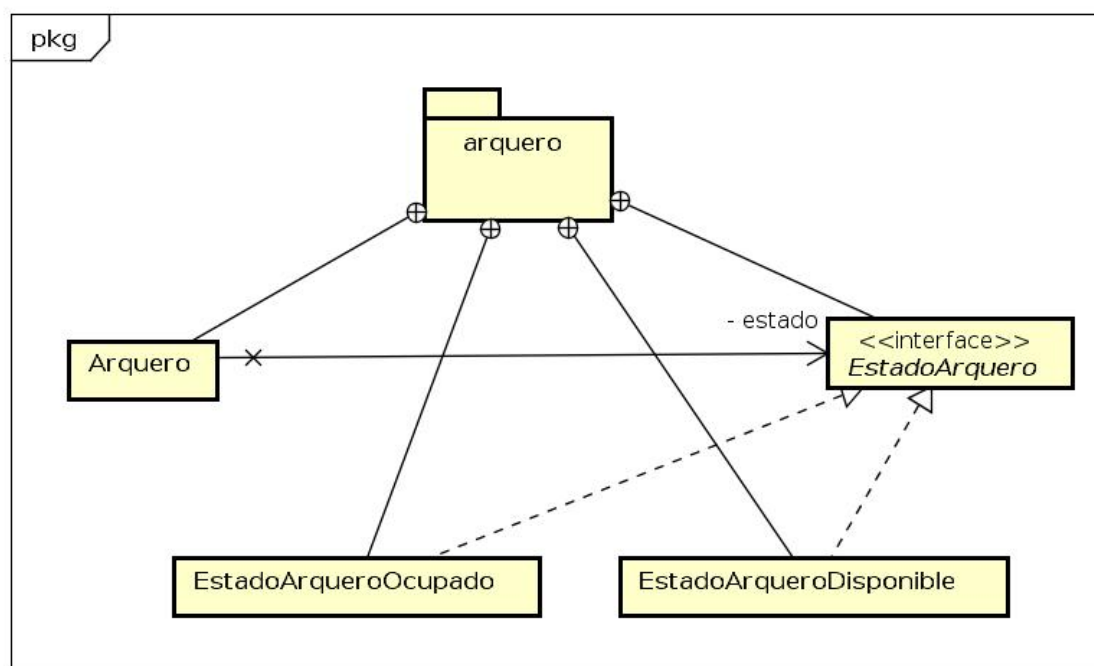 pkg
arquero
- estado
<<interface>>
EstadoArquero
Arquero
EstadoArqueroOcupado
EstadoArqueroDisponible